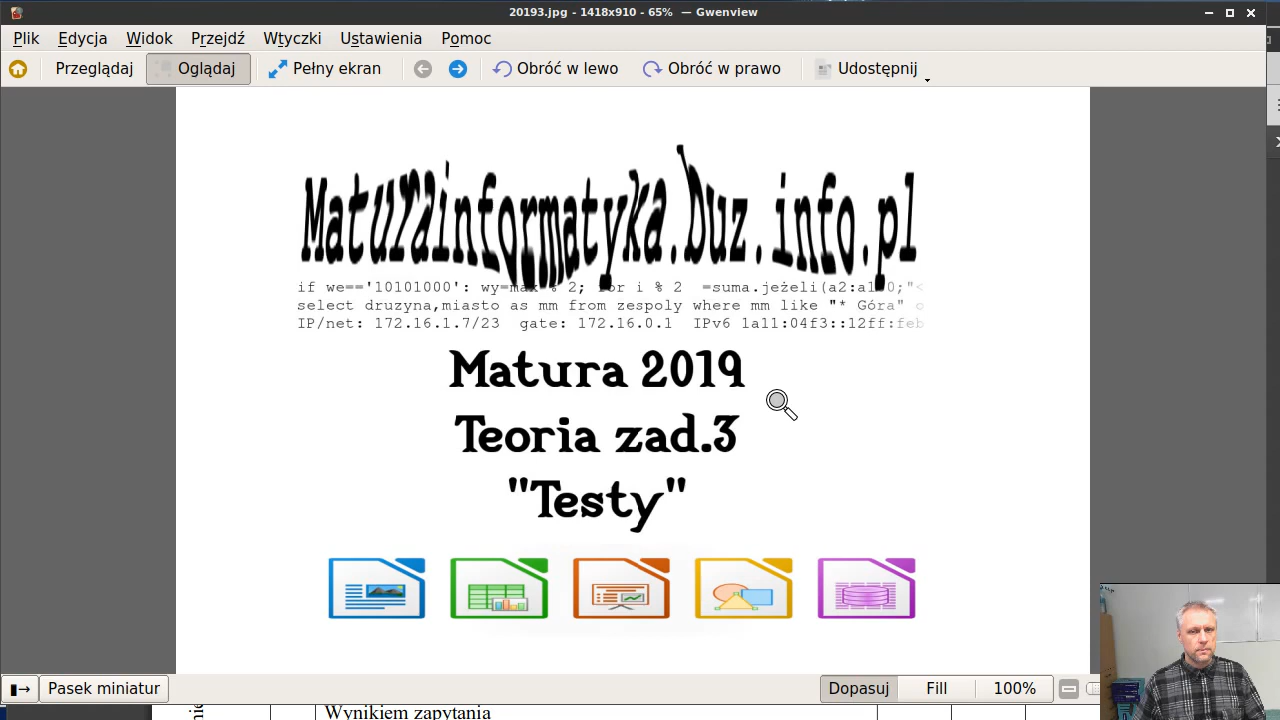 20193.jpg - 1418x910 - 65% — Gwenview
Plik Edycja Widok Przejdź Wtyczki Ustawienia Pomoc
Przeglądaj Oglądaj Pełny ekran Obróć w lewo Obróć w prawo Udostępnij
Maturainformatyka.Duz.info.pl
if we=='10101000': wy=max % 2; for i % 2 =suma.jeżeli(a2:a100;"<
select druzyna,miasto as mm from zespoly where mm like "* Góra" o
IP/net: 172.16.1.7/23 gate: 172.16.0.1 IPv6 1a11:04f3::12ff:feb
Matura 2019
Teoria zad.3
"Testy"
Pasek miniatur Dopasuj Fill 100%
Wynikiem zapytania